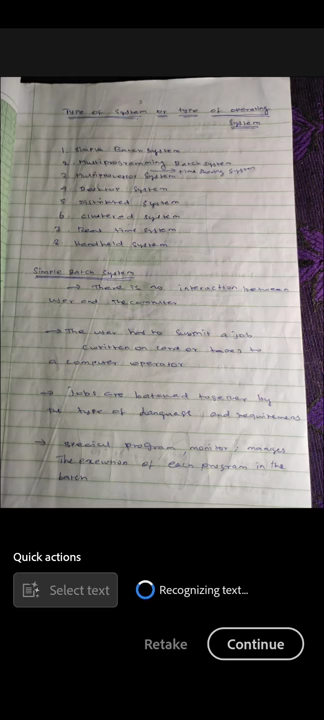 Type of System or type of operating
System
1 Simple Batch System
2 Multiprogramming Batch System
→ Time Sharing System
3 Multiprocessor System
4 Desktop System
5 Distributed System
6 Clustered System
7 Real time System
8 Handheld System
Simple Batch System
→ There is no interaction between
user and the computer
→ The user has to submit a job
(written on card or tapes to
a computer operator
→ Jobs are batched together by
the type of and requirements
→ special program, monitor, manages
The execution of each program in the
batch
Quick actions
Select text
Recognizing text...
Retake
Continue